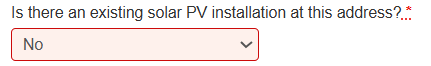 Is there an existing solar PV installation at this address?*
No